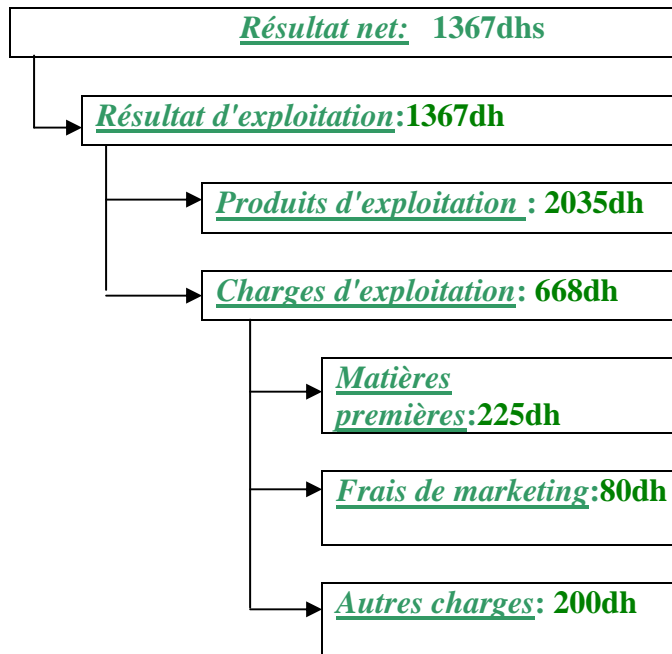 Résultat net: 1367dhs
Résultat d'exploitation:1367dh
Produits d'exploitation : 2035dh
Charges d'exploitation: 668dh
Matières
premières:225dh
Frais de marketing:80dh
Autres charges: 200dh